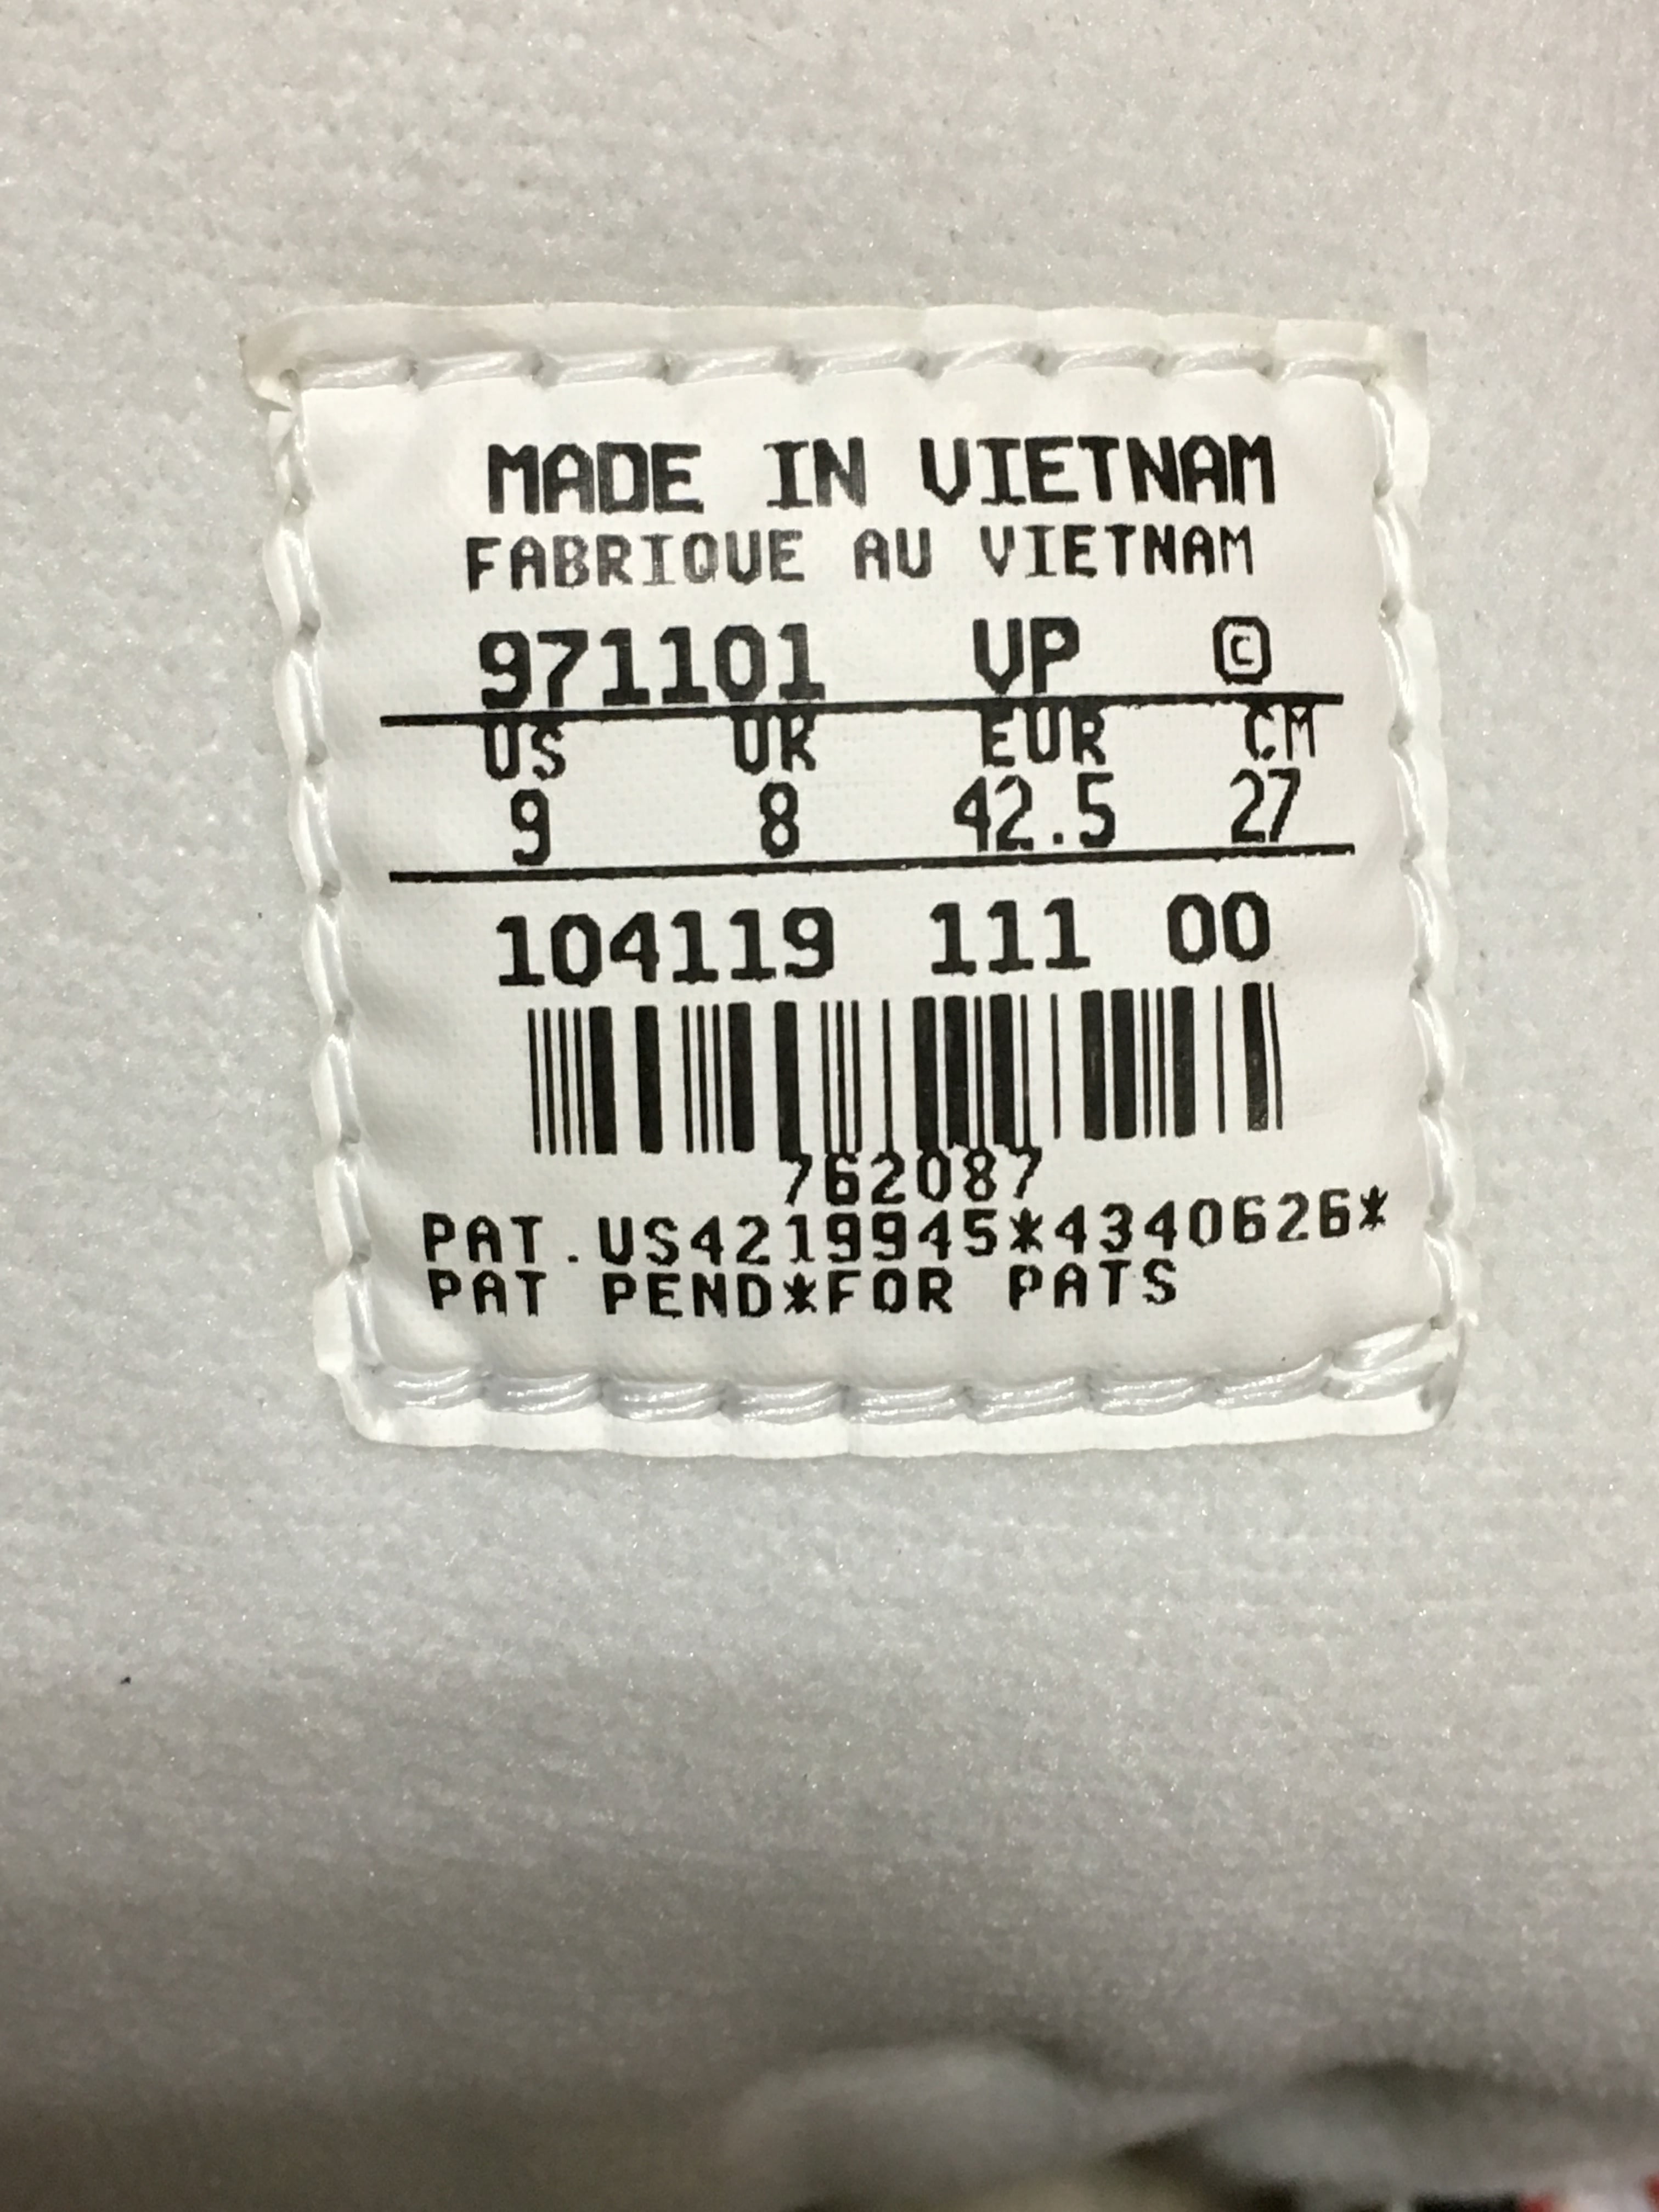 MADE IN VIETNAM
FABRIQUE AU VIETNAM
971101 VP ©
US UK EUR CM
9 8 42.5 27
104119 111 00
762087
PAT.US4219945*4340626*
PAT PEND*FOR PATS